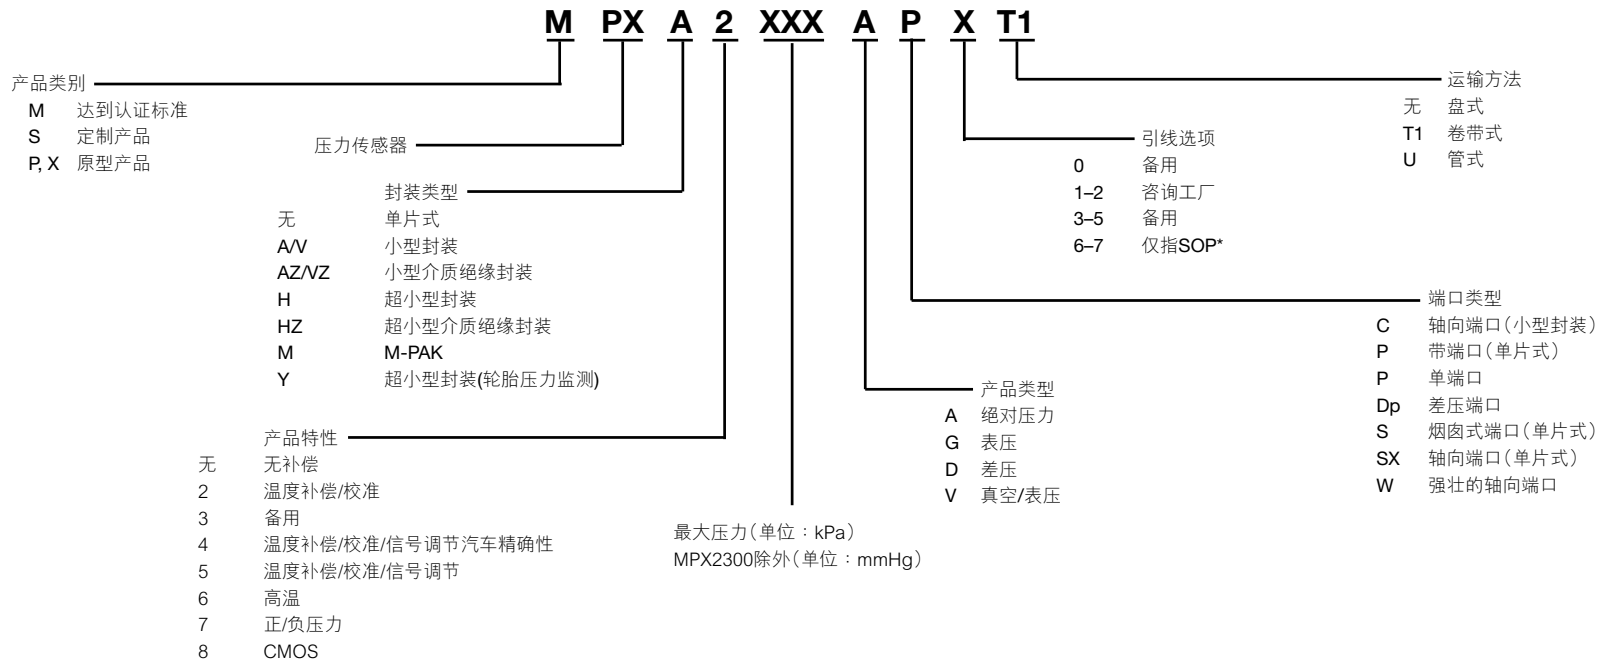 M PX A 2 XXX A P X T1
产品类别
M 达到认证标准
S 定制产品
P, X 原型产品
压力传感器
封装类型
无 单片式
A/V 小型封装
AZ/VZ 小型介质绝缘封装
H 超小型封装
HZ 超小型介质绝缘封装
M M-PAK
Y 超小型封装(轮胎压力监测)
产品特性
无 无补偿
2 温度补偿/校准
3 备用
4 温度补偿/校准/信号调节汽车精确性
5 温度补偿/校准/信号调节
6 高温
7 正/负压力
8 CMOS
最大压力(单位：kPa)
MPX2300除外(单位：mmHg)
产品类型
A 绝对压力
G 表压
D 差压
V 真空/表压
端口类型
C 轴向端口(小型封装)
P 带端口(单片式)
P 单端口
Dp 差压端口
S 烟囱式端口(单片式)
SX 轴向端口(单片式)
W 强壮的轴向端口
引线选项
0 备用
1–2 咨询工厂
3–5 备用
6–7 仅指SOP*
运输方法
无 盘式
T1 卷带式
U 管式